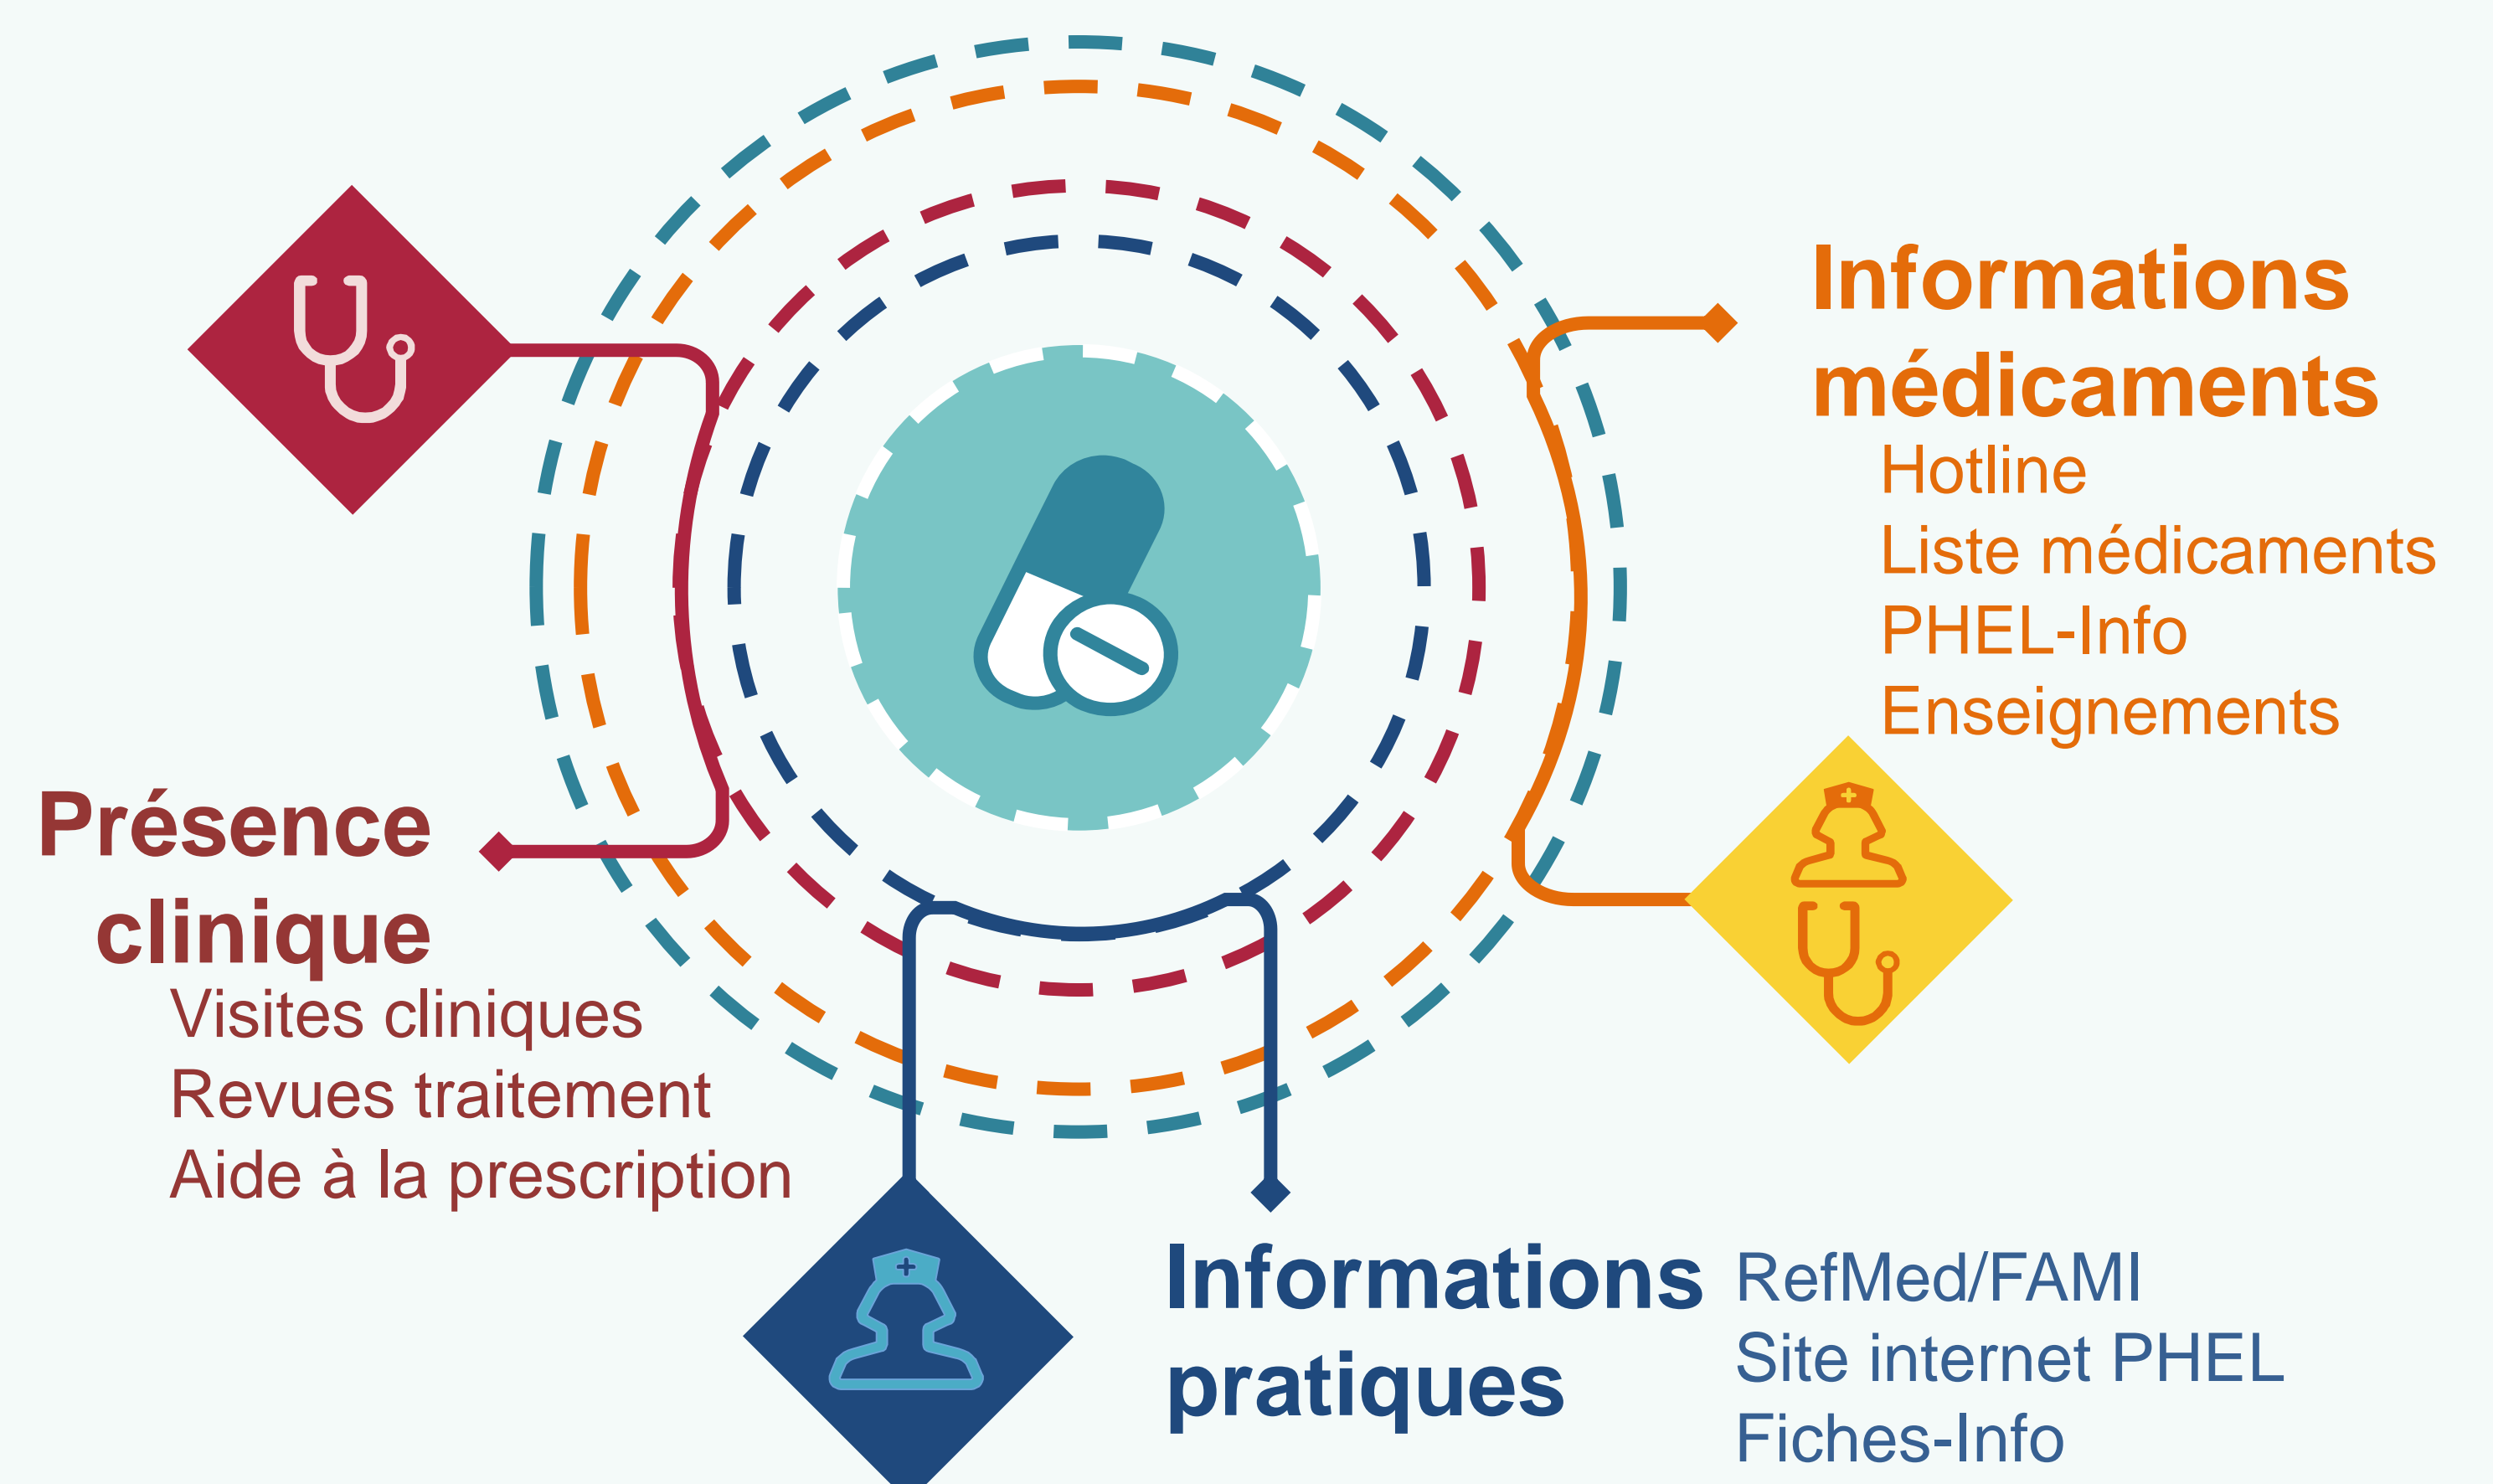 Informations
médicaments
Hotline
Liste médicaments
PHEL-Info
Enseignements
Présence
clinique
Visites cliniques
Revues traitement
Aide à la prescription
Informations
pratiques
RefMed/FAMI
Site internet PHEL
Fiches-Info